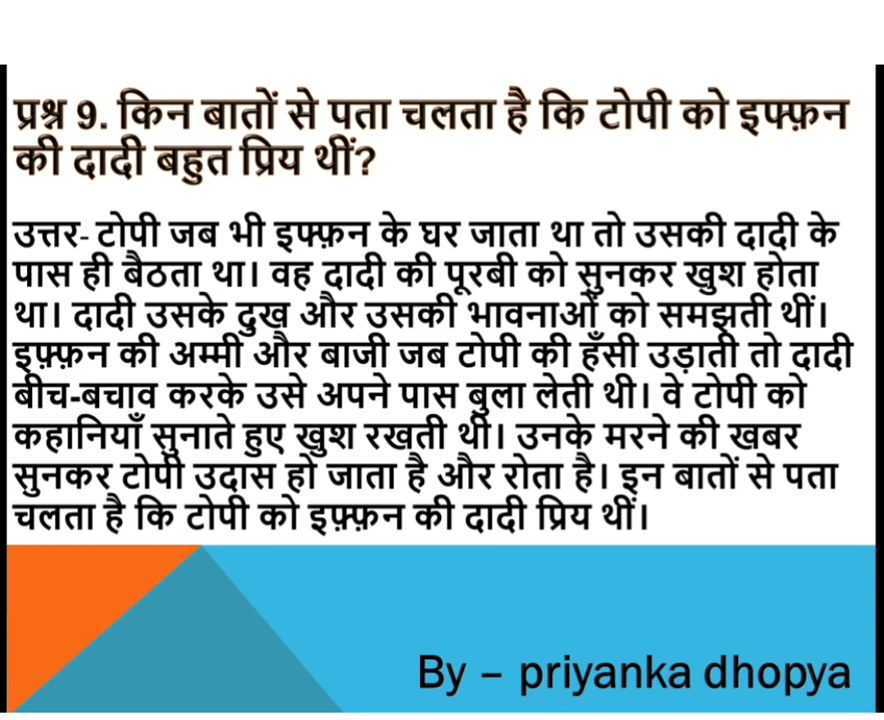 प्रश्न 9. किन बातों से पता चलता है कि टोपी को इफ्फ़न
की दादी बहुत प्रिय थीं?
उत्तर- टोपी जब भी इफ्फ़न के घर जाता था तो उसकी दादी के
पास ही बैठता था। वह दादी की पूरबी को सुनकर खुश होता
था। दादी उसके दुख और उसकी भावनाओं को समझती थीं।
इफ़्फ़न की अम्मी और बाजी जब टोपी की हँसी उड़ाती तो दादी
बीच-बचाव करके उसे अपने पास बुला लेती थी। वे टोपी को
कहानियाँ सुनाते हुए खुश रखती थी। उनके मरने की खबर
सुनकर टोपी उदास हो जाता है और रोता है। इन बातों से पता
चलता है कि टोपी को इफ़्फ़न की दादी प्रिय थीं।
By – priyanka dhopya